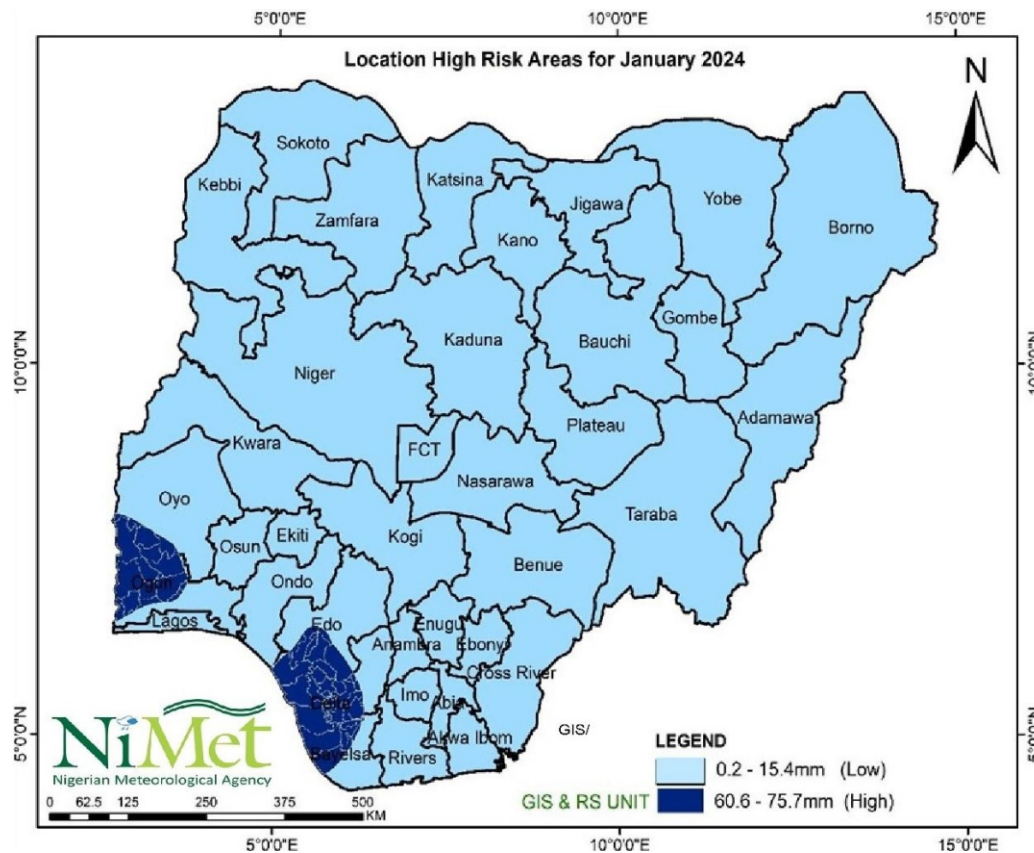 5°0'0"E 10°0'0"E 15°0'0"E
Location High Risk Areas for January 2024
N
Sokoto
Kebbi
Katsina
Zamfara
Kano
Jigawa
Yobe
Borno
Gombe
Kaduna
Bauchi
10°0'0"N 10°0'0"N
Niger
Adamawa
Plateau
Kwara
FCT
Nasarawa
Oyo
Taraba
Kogi
Osun
Ekiti
Benue
Ogun
Ondo
Lagos
Edo
Enugu
Anambra
Ebonyi
Cross River
Imo
Abia
Delta
Akwa Ibom
Bayelsa
Rivers
5°0'0"N 5°0'0"N
GIS/
NiMet
Nigerian Meteorological Agency
0 62.5 125 250 375 500
KM
LEGEND
0.2 - 15.4mm (Low)
GIS & RS UNIT
60.6 - 75.7mm (High)
5°0'0"E 10°0'0"E 15°0'0"E